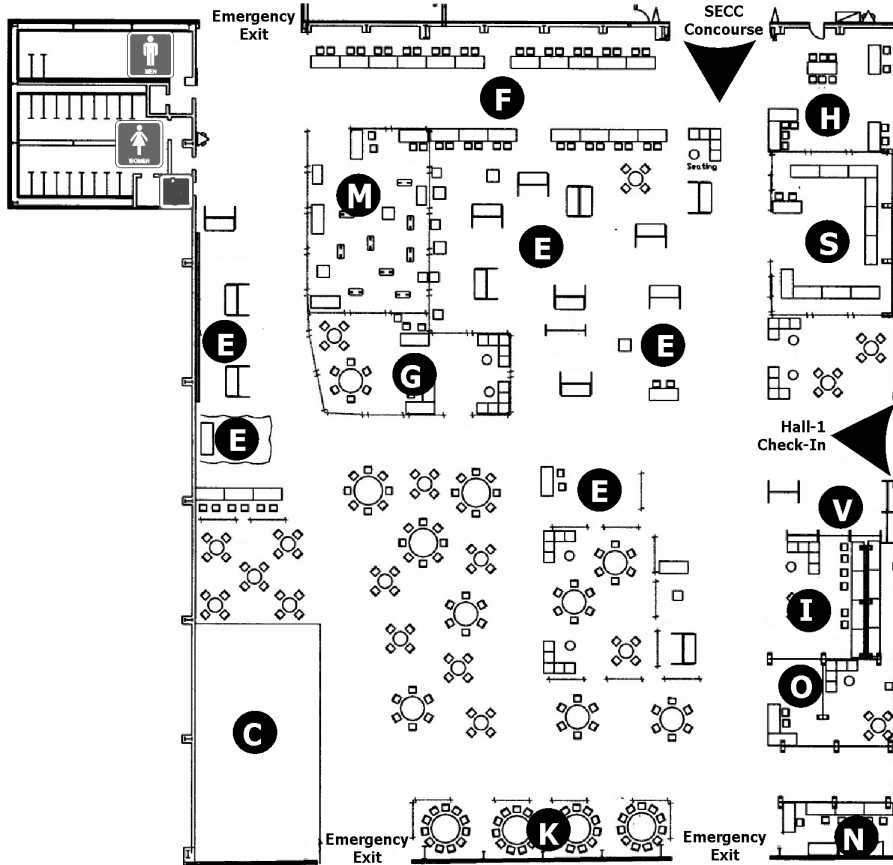 Emergency
Exit
SECC
Concourse
MEN
F
H
WOMEN
Seating
M
S
E
E
E
G
Hall-1
Check-In
E
E
V
I
O
C
K
N
Emergency
Exit
Emergency
Exit